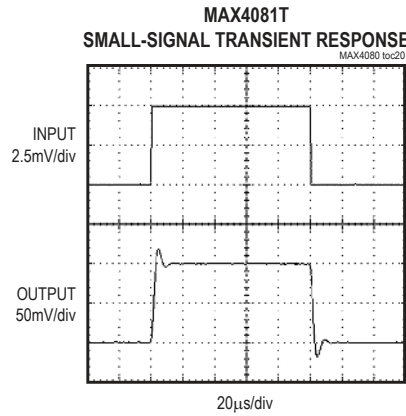 MAX4081T
SMALL-SIGNAL TRANSIENT RESPONSE
MAX4080 toc20
INPUT
2.5mV/div
OUTPUT
50mV/div
20μs/div